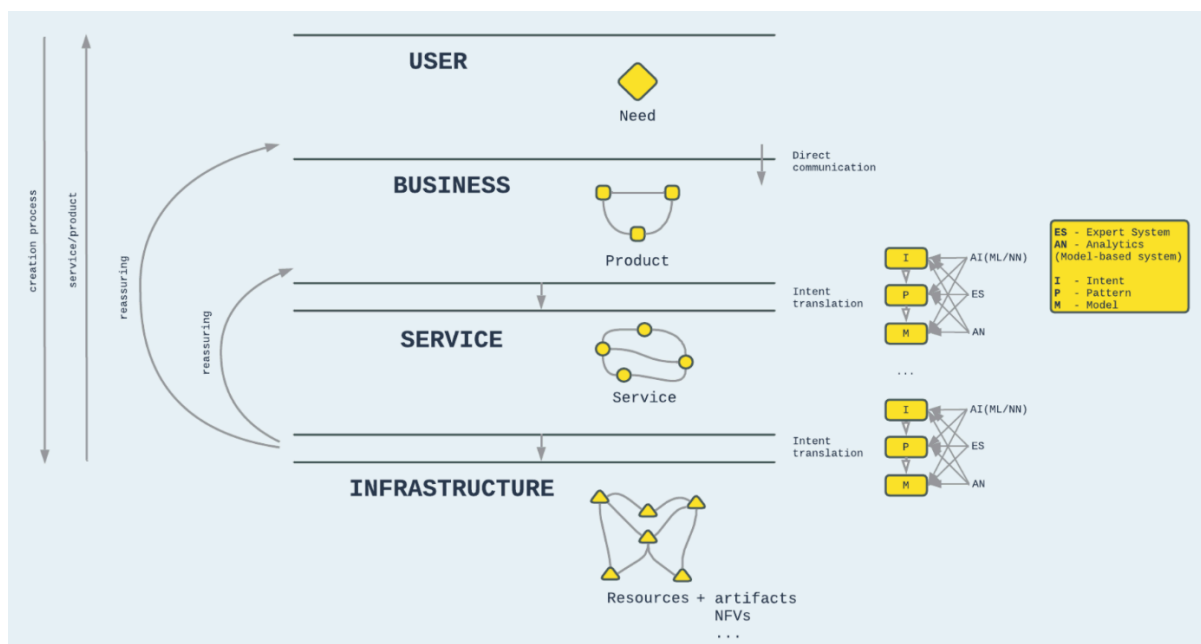 USER
Need
Direct
communication
BUSINESS
Product
creation process
service/product
reassuring
reassuring
Intent
translation
I
P
M
AI(ML/NN)
ES
AN
...
ES - Expert System
AN - Analytics
(Model-based system)
I - Intent
P - Pattern
M - Model
SERVICE
Service
Intent
translation
I
P
M
AI(ML/NN)
ES
AN
INFRASTRUCTURE
Resources + artifacts
NFVs
...